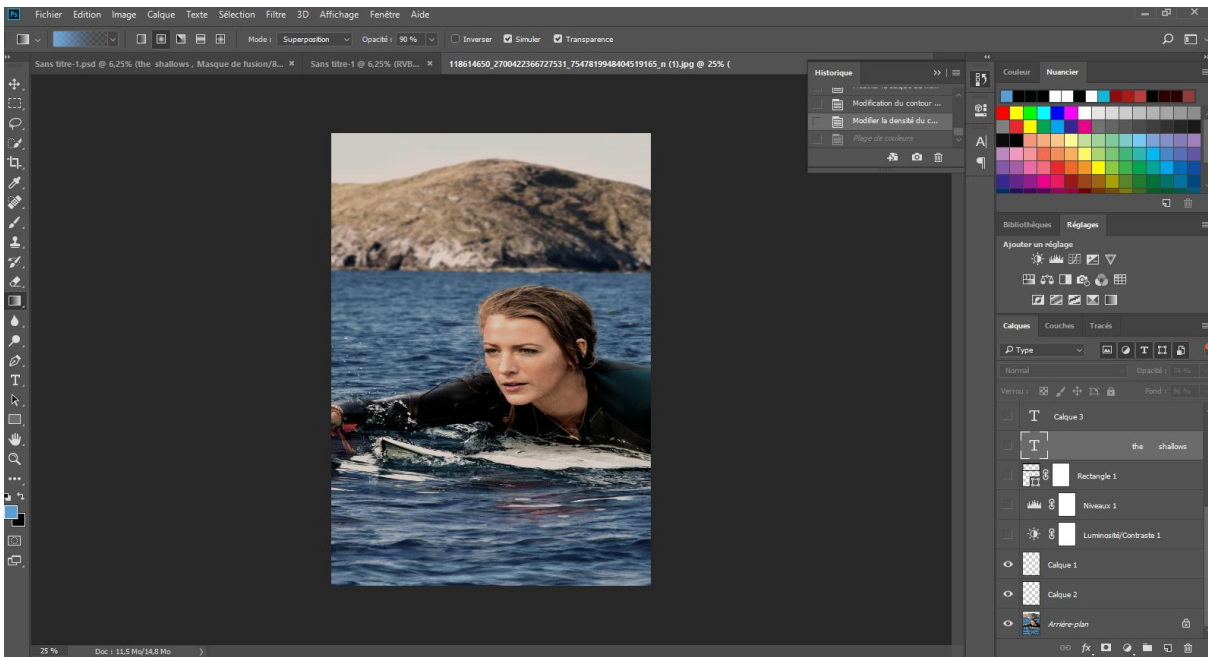 Ps Fichier Edition Image Calque Texte Sélection Filtre 3D Affichage Fenêtre Aide
Mode : Superposition Opacité : 90 % Inverser Simuler Transparence
Sans titre-1.psd @ 6,25% (the shallows , Masque de fusion/8... × Sans titre-1 @ 6,25% (RVB... × 118614650_2700422366727531_7547819948404519165_n (1).jpg @ 25% (
Historique
Modification du contour ...
Modifier la densité du c...
Plage de couleurs
Couleur Nuancier
Bibliothèques Réglages
Ajouter un réglage
Calques Couches Tracés
Type
Normal Opacité : 74 %
Verrou : Fond : 86 %
T Calque 3
T the shallows
Rectangle 1
Niveaux 1
Luminosité/Contraste 1
Calque 1
Calque 2
Arrière-plan
fx
25 % Doc : 11,5 Mo/14,8 Mo